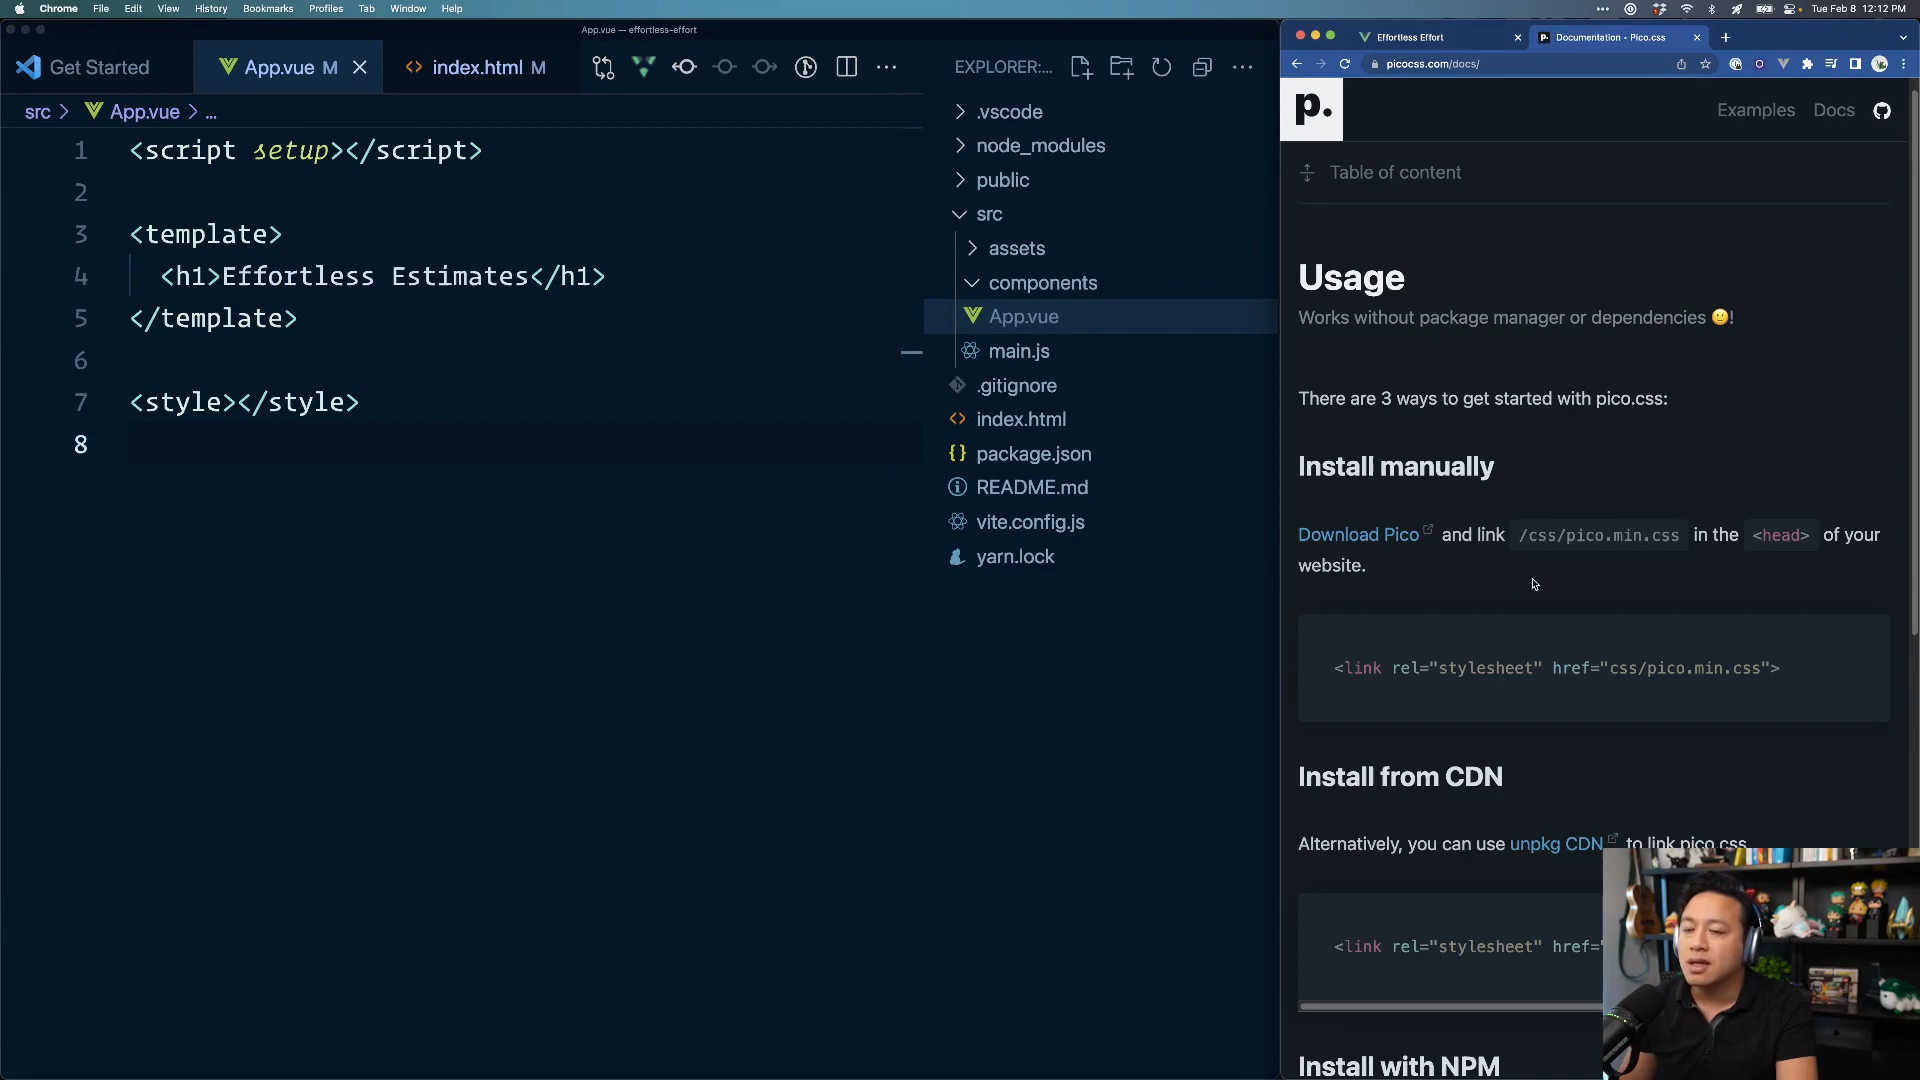 Chrome File Edit View History Bookmarks Profiles Tab Window Help
Tue Feb 8 12:12 PM
App.vue — effortless-effort
Get Started
App.vue M
index.html M
src > App.vue > ...
1 <script setup></script>
2
3 <template>
4 <h1>Effortless Estimates</h1>
5 </template>
6
7 <style></style>
8
EXPLORER:...
.vscode
node_modules
public
src
assets
components
App.vue
main.js
.gitignore
index.html
package.json
README.md
vite.config.js
yarn.lock
Effortless Effort
Documentation • Pico.css
picocss.com/docs/
p.
Examples Docs
Table of content
Usage
Works without package manager or dependencies 🙂!
There are 3 ways to get started with pico.css:
Install manually
Download Pico and link /css/pico.min.css in the <head> of your
website.
<link rel="stylesheet" href="css/pico.min.css">
Install from CDN
Alternatively, you can use unpkg CDN to link pico.css
<link rel="stylesheet" href="
Install with NPM